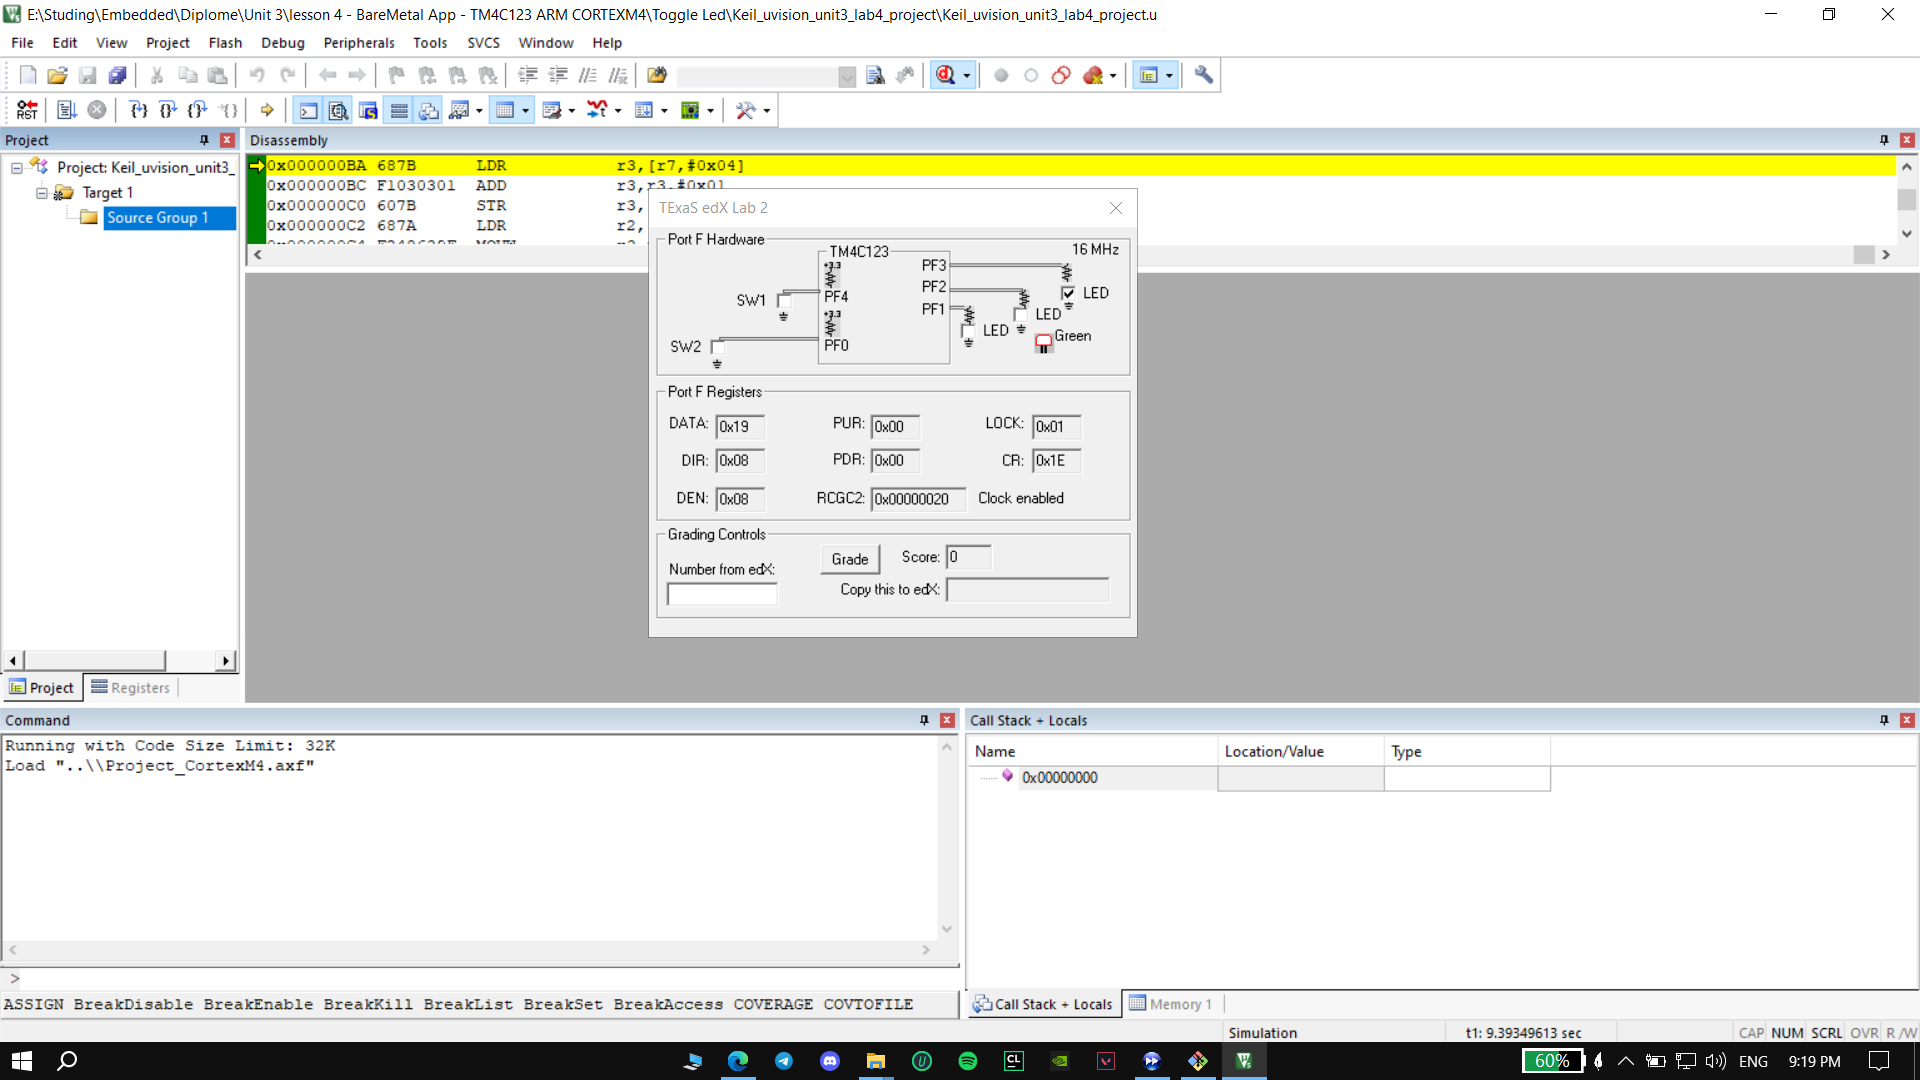 E:\Studing\Embedded\Diplome\Unit 3\lesson 4 - BareMetal App - TM4C123 ARM CORTEXM4\Toggle Led\Keil_uvision_unit3_lab4_project\Keil_uvision_unit3_lab4_project.u
File Edit View Project Flash Debug Peripherals Tools SVCS Window Help
Project
Project: Keil_uvision_unit3_
Target 1
Source Group 1
Project Registers
Disassembly
0x000000BA 687B LDR r3,[r7,#0x04]
0x000000BC F1030301 ADD r3,r3,#0x01
0x000000C0 607B STR r3,
0x000000C2 687A LDR r2,
TExaS edX Lab 2
Port F Hardware
TM4C123
16 MHz
+3.3
PF4
+3.3
PF0
PF3
PF2
PF1
SW1
SW2
LED
LED
LED
Green
Port F Registers
DATA: 0x19 PUR: 0x00 LOCK: 0x01
DIR: 0x08 PDR: 0x00 CR: 0x1E
DEN: 0x08 RCGC2: 0x00000020 Clock enabled
Grading Controls
Number from edX:
Grade Score: 0
Copy this to edX:
Command
Running with Code Size Limit: 32K
Load "..\\Project_CortexM4.axf"
>
ASSIGN BreakDisable BreakEnable BreakKill BreakList BreakSet BreakAccess COVERAGE COVTOFILE
Call Stack + Locals
Name Location/Value Type
0x00000000
Call Stack + Locals Memory 1
Simulation t1: 9.39349613 sec CAP NUM SCRL OVR R/W
60% ENG 9:19 PM